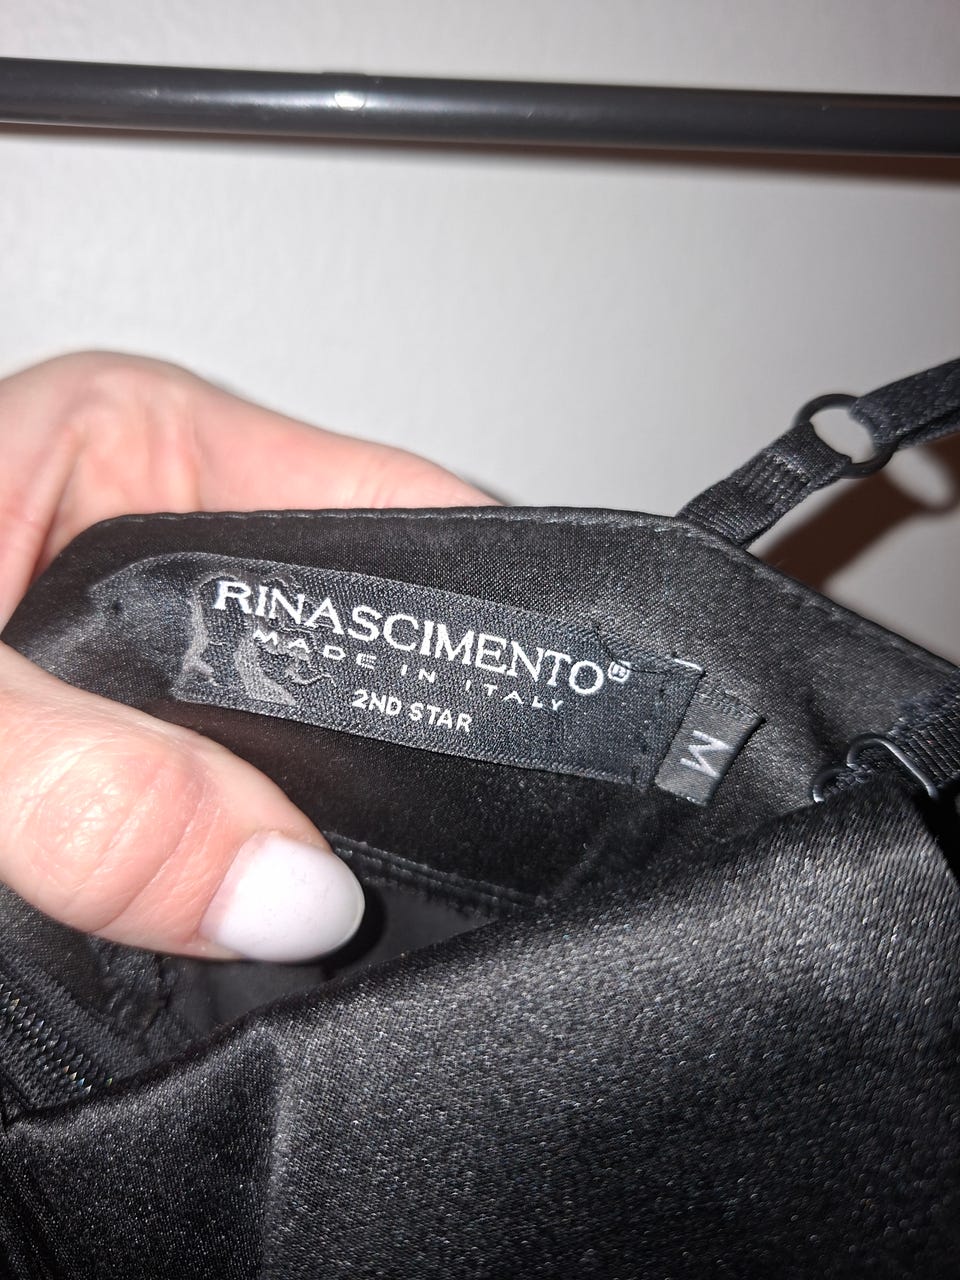 RINASCIMENTO®
MADE IN ITALY
2ND STAR
M